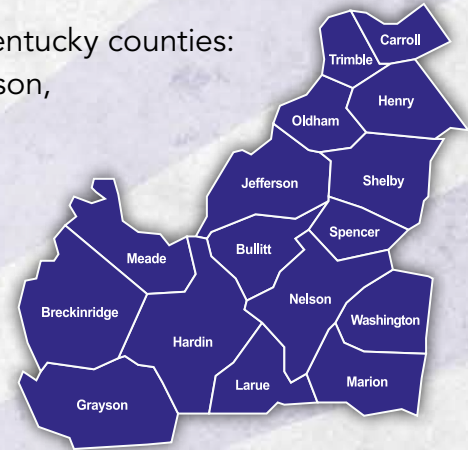 entucky counties:
son,
Carroll
Trimble
Henry
Oldham
Jefferson
Shelby
Spencer
Bullitt
Meade
Nelson
Breckinridge
Washington
Hardin
Larue
Marion
Grayson